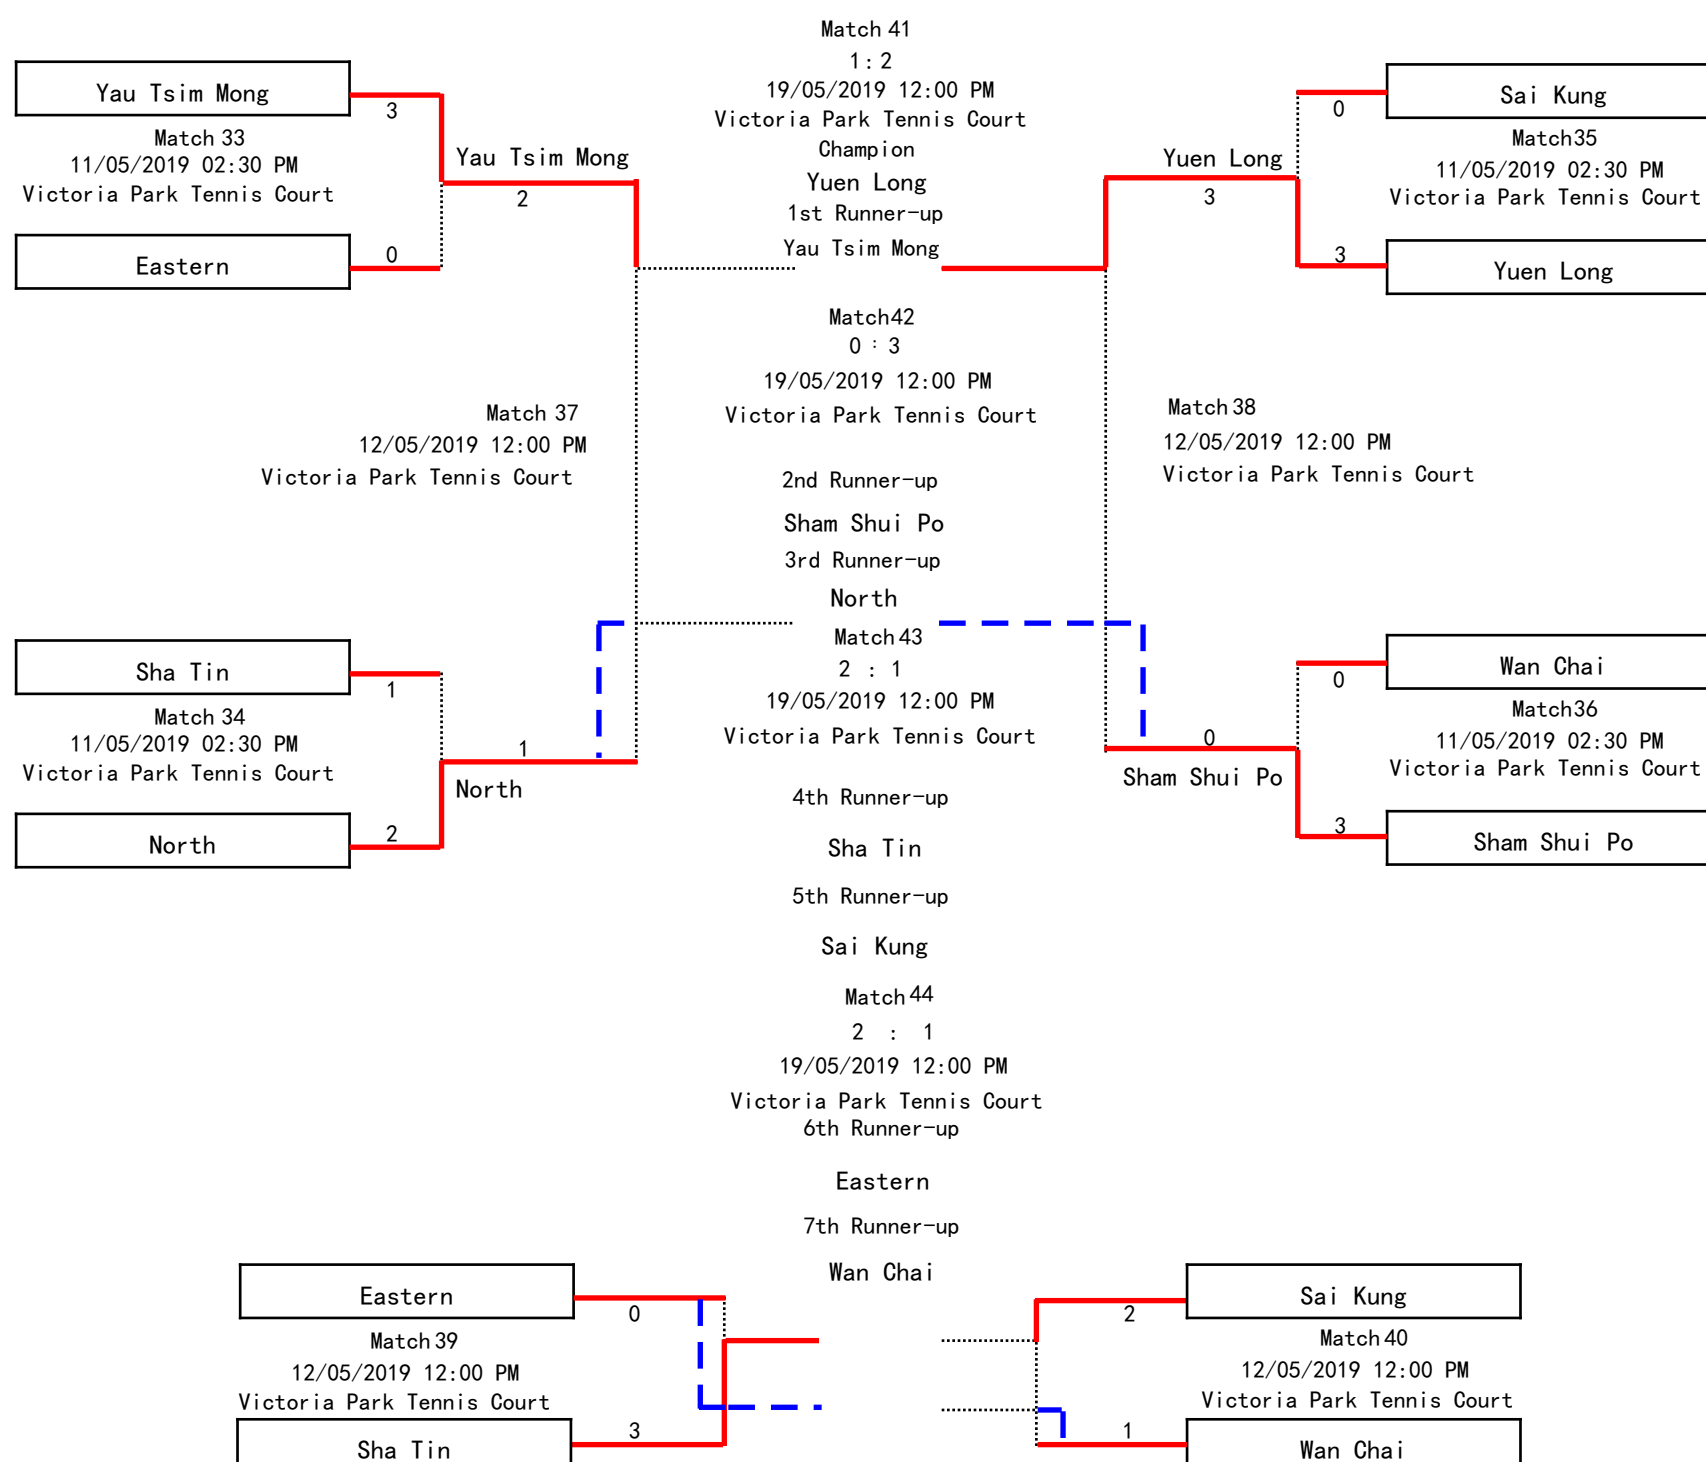 Yau Tsim Mong
3
Match 33
11/05/2019 02:30 PM
Victoria Park Tennis Court
Eastern
0
Yau Tsim Mong
2
Match 37
12/05/2019 12:00 PM
Victoria Park Tennis Court
Sha Tin
1
Match 34
11/05/2019 02:30 PM
Victoria Park Tennis Court
North
2
1
North
Match 41
1 : 2
19/05/2019 12:00 PM
Victoria Park Tennis Court
Champion
Yuen Long
1st Runner-up
Yau Tsim Mong
Match42
0 : 3
19/05/2019 12:00 PM
Victoria Park Tennis Court
2nd Runner-up
Sham Shui Po
3rd Runner-up
North
Match 43
2 : 1
19/05/2019 12:00 PM
Victoria Park Tennis Court
4th Runner-up
Sha Tin
5th Runner-up
Sai Kung
Match 44
2 : 1
19/05/2019 12:00 PM
Victoria Park Tennis Court
6th Runner-up
Eastern
7th Runner-up
Wan Chai
Yuen Long
3
0
Sai Kung
Match35
11/05/2019 02:30 PM
Victoria Park Tennis Court
3
Yuen Long
Match 38
12/05/2019 12:00 PM
Victoria Park Tennis Court
0
Wan Chai
Match36
11/05/2019 02:30 PM
Victoria Park Tennis Court
3
Sham Shui Po
0
Sham Shui Po
Eastern
0
Match 39
12/05/2019 12:00 PM
Victoria Park Tennis Court
Sha Tin
3
2
Sai Kung
Match 40
12/05/2019 12:00 PM
Victoria Park Tennis Court
1
Wan Chai